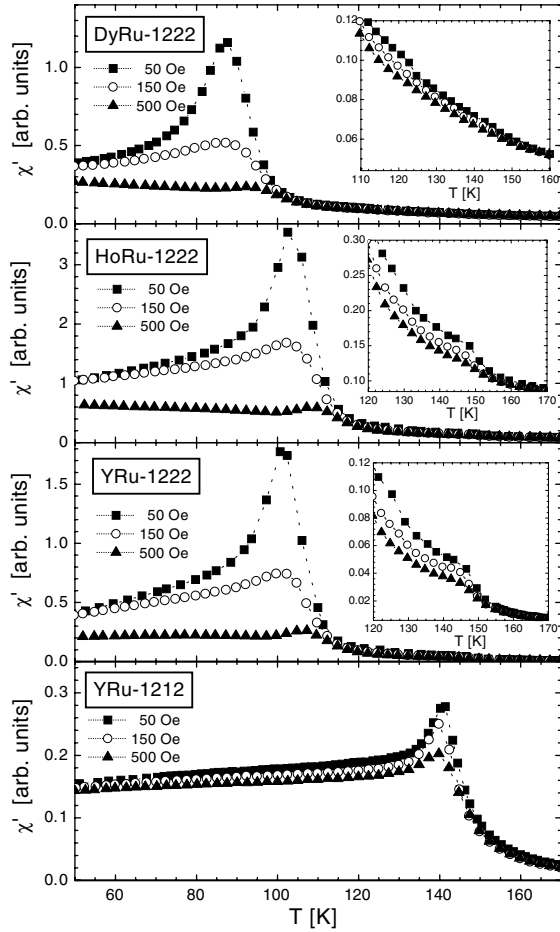 DyRu-1222
50 Oe
150 Oe
500 Oe
χ' [arb. units]
1.0
0.5
0.0
0.12
0.10
0.08
0.06
110 120 130 140 150 160
T [K]
HoRu-1222
50 Oe
150 Oe
500 Oe
χ' [arb. units]
3
2
1
0
0.30
0.25
0.20
0.15
0.10
120 130 140 150 160 170
T [K]
YRu-1222
50 Oe
150 Oe
500 Oe
χ' [arb. units]
1.5
1.0
0.5
0.0
0.12
0.10
0.08
0.06
0.04
0.02
120 130 140 150 160 170
T [K]
YRu-1212
50 Oe
150 Oe
500 Oe
χ' [arb. units]
0.3
0.2
0.1
0.0
60 80 100 120 140 160
T [K]